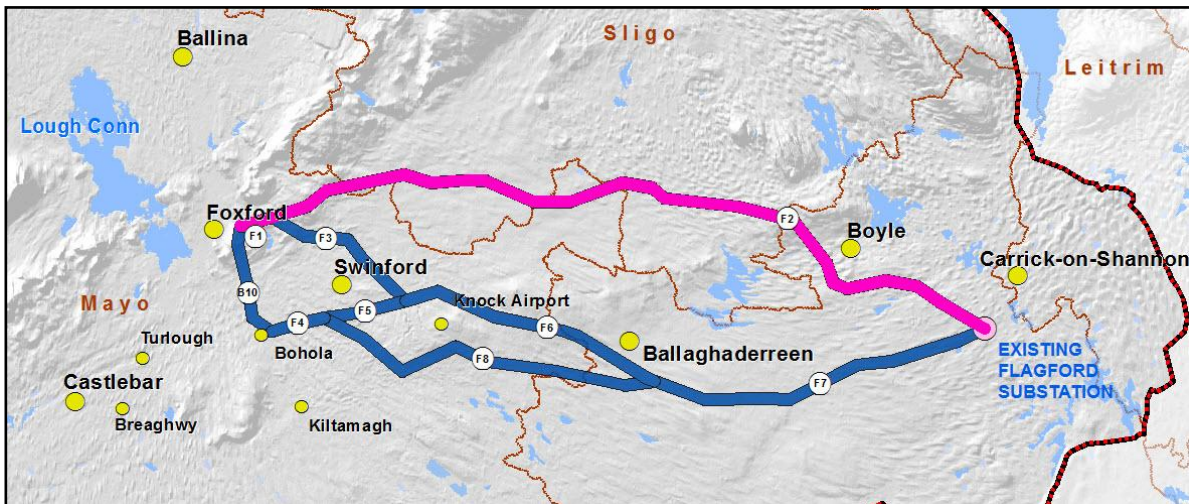 Ballina
Sligo
Leitrim
Lough Conn
Foxford
F1
F3
F2
Boyle
Carrick-on-Shannon
Swinford
B10
Mayo
Knock Airport
F4
F5
F6
Turlough
Bohola
Ballaghaderreen
F8
EXISTING
FLAGFORD
SUBSTATION
F7
Castlebar
Breaghwy
Kiltamagh